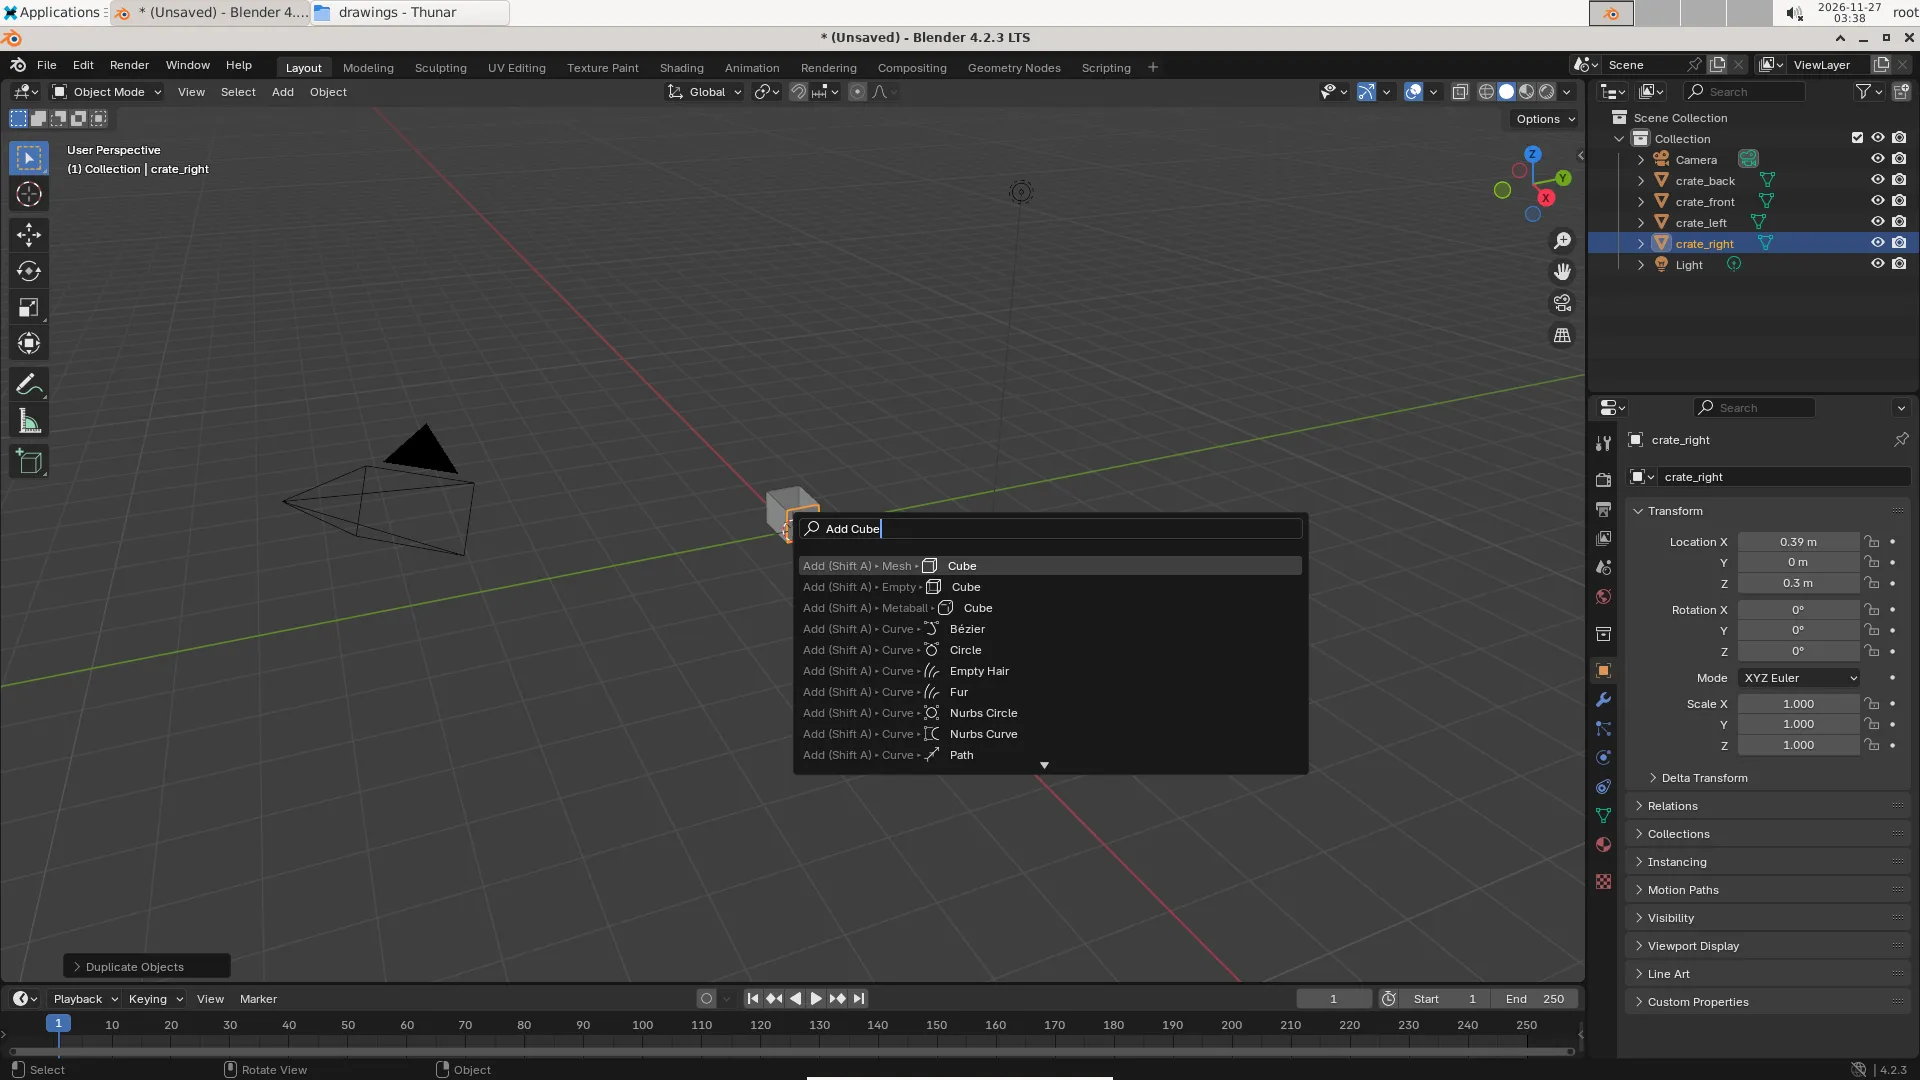 Applications
* (Unsaved) - Blender 4....
drawings - Thunar
2026-11-27
03:38
root
* (Unsaved) - Blender 4.2.3 LTS
File Edit Render Window Help
Layout Modeling Sculpting UV Editing Texture Paint Shading Animation Rendering Compositing Geometry Nodes Scripting
Scene
ViewLayer
Object Mode View Select Add Object
Global
Search
Options
User Perspective
(1) Collection | crate_right
Z
Y
X
Scene Collection
Collection
Camera
crate_back
crate_front
crate_left
crate_right
Light
Search
crate_right
crate_right
Transform
Location X 0.39 m
Y 0 m
Z 0.3 m
Rotation X 0°
Y 0°
Z 0°
Mode XYZ Euler
Scale X 1.000
Y 1.000
Z 1.000
Delta Transform
Relations
Collections
Instancing
Motion Paths
Visibility
Viewport Display
Line Art
Custom Properties
Add Cube
Add (Shift A) Mesh Cube
Add (Shift A) Empty Cube
Add (Shift A) Metaball Cube
Add (Shift A) Curve Bézier
Add (Shift A) Curve Circle
Add (Shift A) Curve Empty Hair
Add (Shift A) Curve Fur
Add (Shift A) Curve Nurbs Circle
Add (Shift A) Curve Nurbs Curve
Add (Shift A) Curve Path
Duplicate Objects
Playback Keying View Marker
1 Start 1 End 250
1 10 20 30 40 50 60 70 80 90 100 110 120 130 140 150 160 170 180 190 200 210 220 230 240 250
Select Rotate View Object
4.2.3